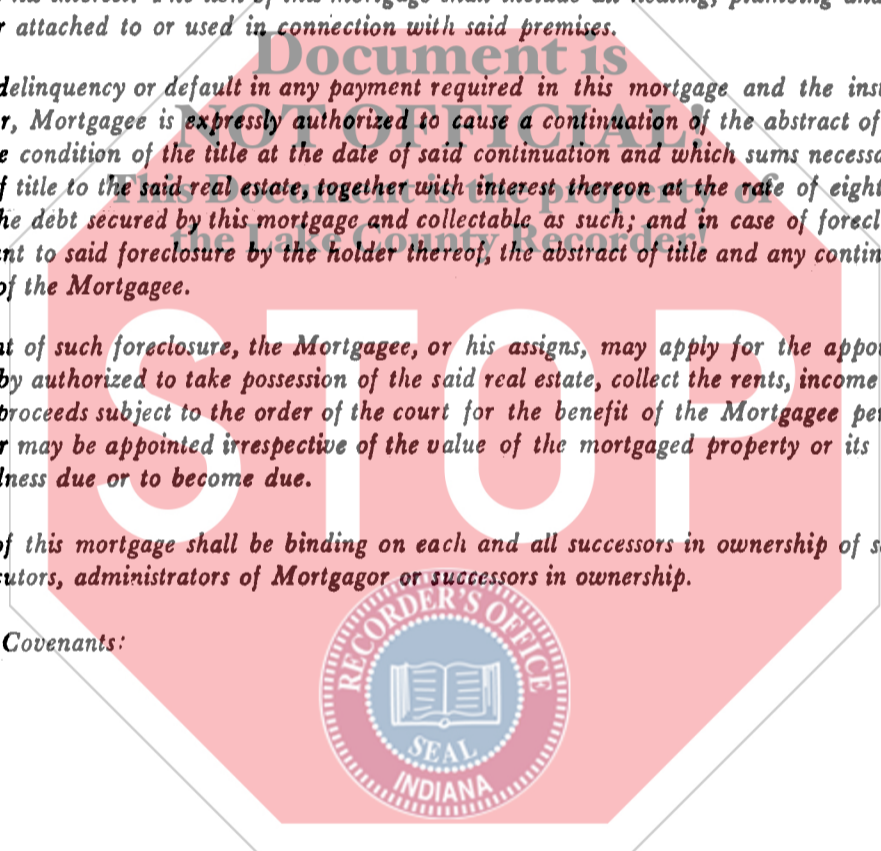 r attached to or used in connection with said premises.
Document is
delinquency or default in any payment required in this mortgage and the inst
NOT OFFICIAL!
r, Mortgagee is expressly authorized to cause a continuation of the abstract of
e condition of the title at the date of said continuation and which sums necessa
This Document is the property of
f title to the said real estate, together with interest thereon at the rate of eight
he debt secured by this mortgage and collectable as such; and in case of forecl
the Lake County Recorder!
nt to said foreclosure by the holder thereof, the abstract of title and any contin
of the Mortgagee.
STOP
nt of such foreclosure, the Mortgagee, or his assigns, may apply for the appoi
by authorized to take possession of the said real estate, collect the rents, income
proceeds subject to the order of the court for the benefit of the Mortgagee pe
r may be appointed irrespective of the value of the mortgaged property or its
lness due or to become due.
of this mortgage shall be binding on each and all successors in ownership of s
utors, administrators of Mortgagor or successors in ownership.
RECORDER'S OFFICE
Covenants:
SEAL
INDIANA